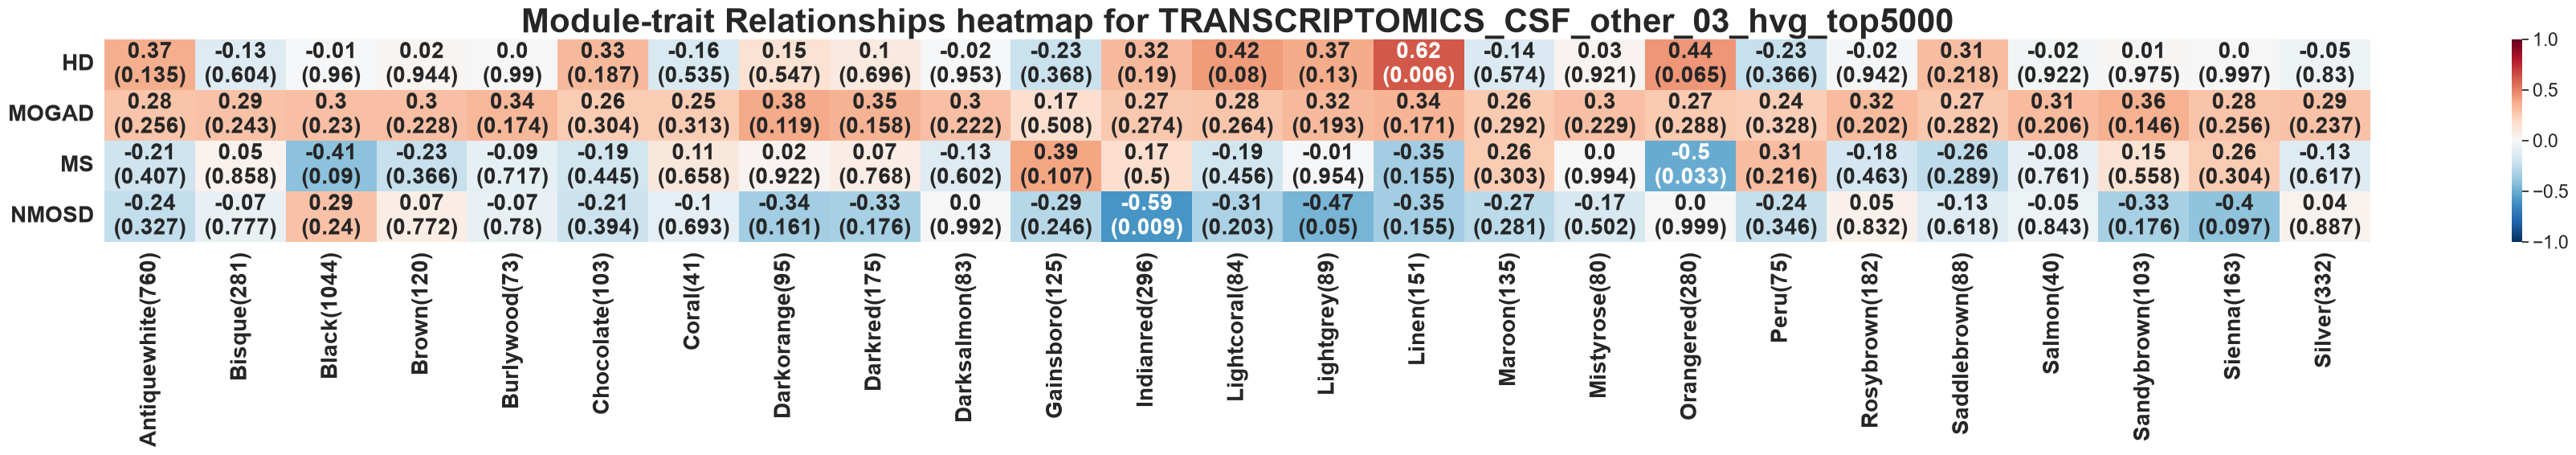 Module-trait Relationships heatmap for TRANSCRIPTOMICS_CSF_other_03_hvg_top5000
HD 0.37 -0.13 -0.01 0.02 0.0 0.33 -0.16 0.15 0.1 -0.02 -0.23 0.32 0.42 0.37 0.62 -0.14 0.03 0.44 -0.23 -0.02 0.31 -0.02 0.01 0.0 -0.05
(0.135) (0.604) (0.96) (0.944) (0.99) (0.187) (0.535) (0.547) (0.696) (0.953) (0.368) (0.19) (0.08) (0.13) (0.006) (0.574) (0.921) (0.065) (0.366) (0.942) (0.218) (0.922) (0.975) (0.997) (0.83)
MOGAD 0.28 0.29 0.3 0.3 0.34 0.26 0.25 0.38 0.35 0.3 0.17 0.27 0.28 0.32 0.34 0.26 0.3 0.27 0.24 0.32 0.27 0.31 0.36 0.28 0.29
(0.256) (0.243) (0.23) (0.228) (0.174) (0.304) (0.313) (0.119) (0.158) (0.222) (0.508) (0.274) (0.264) (0.193) (0.171) (0.292) (0.229) (0.288) (0.328) (0.202) (0.282) (0.206) (0.146) (0.256) (0.237)
MS -0.21 0.05 -0.41 -0.23 -0.09 -0.19 0.11 0.02 0.07 -0.13 0.39 0.17 -0.19 -0.01 -0.35 0.26 0.0 -0.5 0.31 -0.18 -0.26 -0.08 0.15 0.26 -0.13
(0.407) (0.858) (0.09) (0.366) (0.717) (0.445) (0.658) (0.922) (0.768) (0.602) (0.107) (0.5) (0.456) (0.954) (0.155) (0.303) (0.994) (0.033) (0.216) (0.463) (0.289) (0.761) (0.558) (0.304) (0.617)
NMOSD -0.24 -0.07 0.29 0.07 -0.07 -0.21 -0.1 -0.34 -0.33 0.0 -0.29 -0.59 -0.31 -0.47 -0.35 -0.27 -0.17 0.0 -0.24 0.05 -0.13 -0.05 -0.33 -0.4 0.04
(0.327) (0.777) (0.24) (0.772) (0.78) (0.394) (0.693) (0.161) (0.176) (0.992) (0.246) (0.009) (0.203) (0.05) (0.155) (0.281) (0.502) (0.999) (0.346) (0.832) (0.618) (0.843) (0.176) (0.097) (0.887)
Antiquewhite(760)
Bisque(281)
Black(1044)
Brown(120)
Burlywood(73)
Chocolate(103)
Coral(41)
Darkorange(95)
Darkred(175)
Darksalmon(83)
Gainsboro(125)
Indianred(296)
Lightcoral(84)
Lightgrey(89)
Linen(151)
Maroon(135)
Mistyrose(80)
Orangered(280)
Peru(75)
Rosybrown(182)
Saddlebrown(88)
Salmon(40)
Sandybrown(103)
Sienna(163)
Silver(332)
1.0
0.5
0.0
−0.5
−1.0